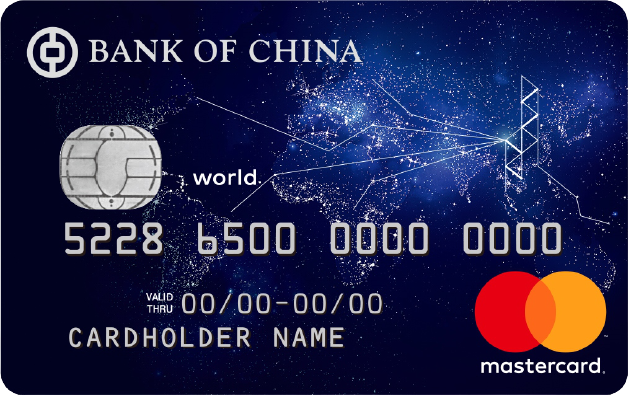 BANK OF CHINA
world.
5228 6500 0000 0000
VALID THRU 00/00-00/00
CARDHOLDER NAME
mastercard.